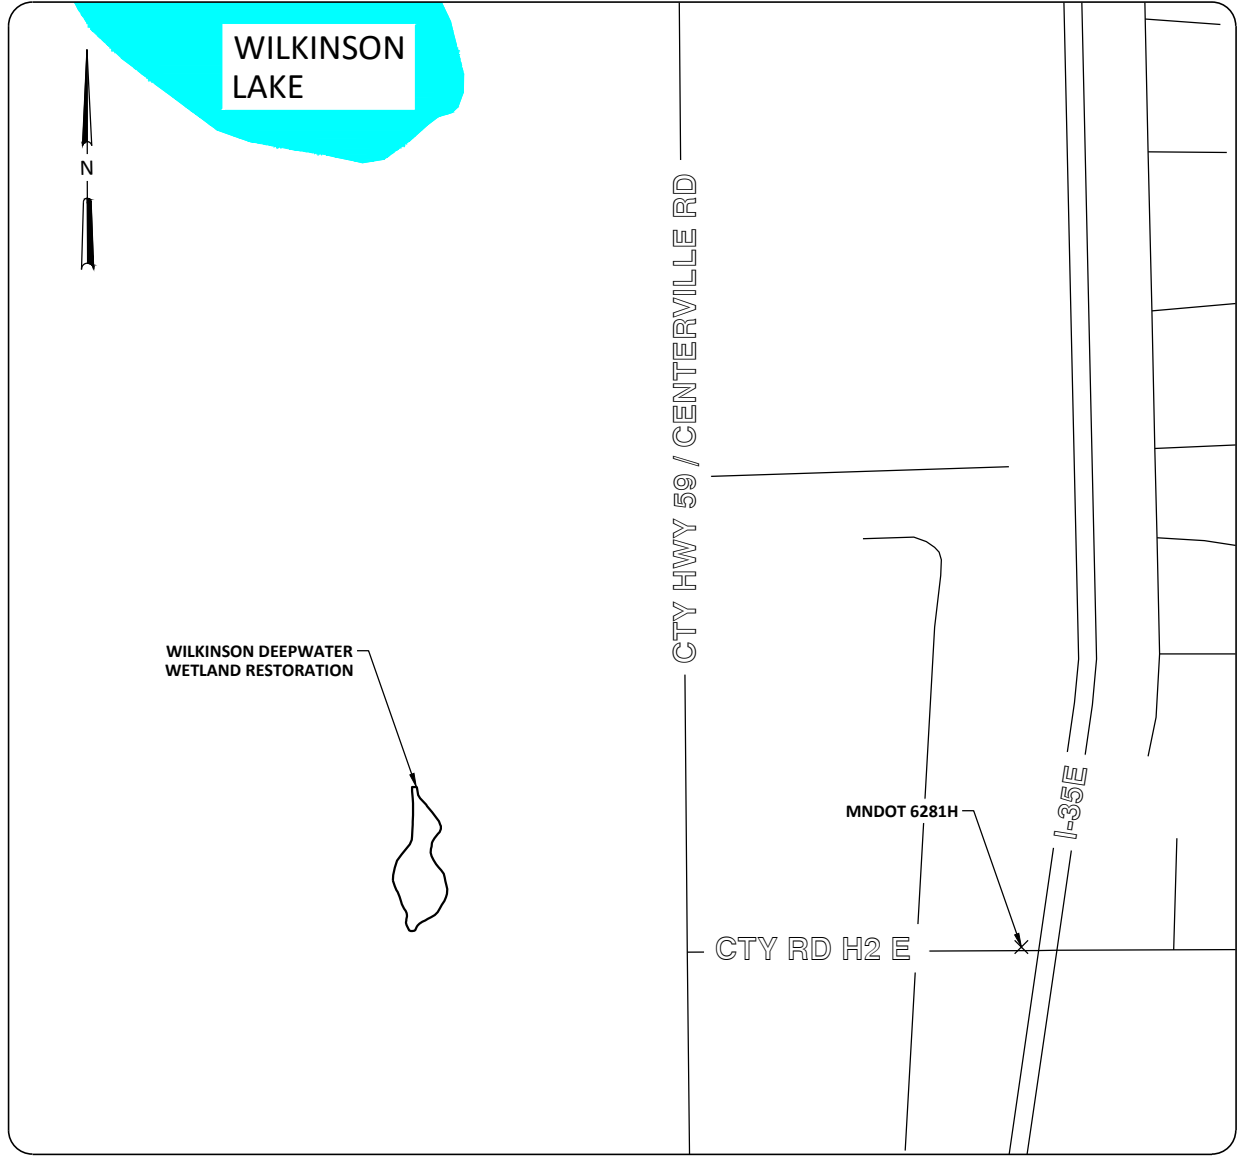 WILKINSON
LAKE
N
CTY HWY 59 / CENTERVILLE RD
WILKINSON DEEPWATER
WETLAND RESTORATION
I-35E
MNDOT 6281H
CTY RD H2 E